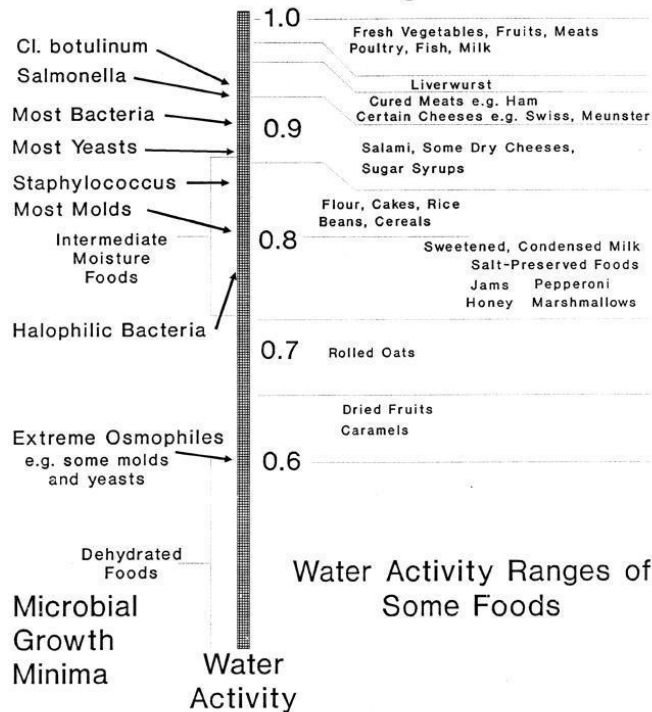 1.0
Fresh Vegetables, Fruits, Meats
Poultry, Fish, Milk
Cl. botulinum
Salmonella
Liverwurst
Cured Meats e.g. Ham
Most Bacteria
Certain Cheeses e.g. Swiss, Meunster
0.9
Most Yeasts
Salami, Some Dry Cheeses,
Sugar Syrups
Staphylococcus
Most Molds
Flour, Cakes, Rice
Beans, Cereals
0.8
Intermediate
Moisture
Foods
Sweetened, Condensed Milk
Salt-Preserved Foods
Jams Pepperoni
Honey Marshmallows
Halophilic Bacteria
0.7
Rolled Oats
Dried Fruits
Caramels
Extreme Osmophiles
e.g. some molds
and yeasts
0.6
Dehydrated
Foods
Water Activity Ranges of
Some Foods
Microbial
Growth
Minima
Water
Activity